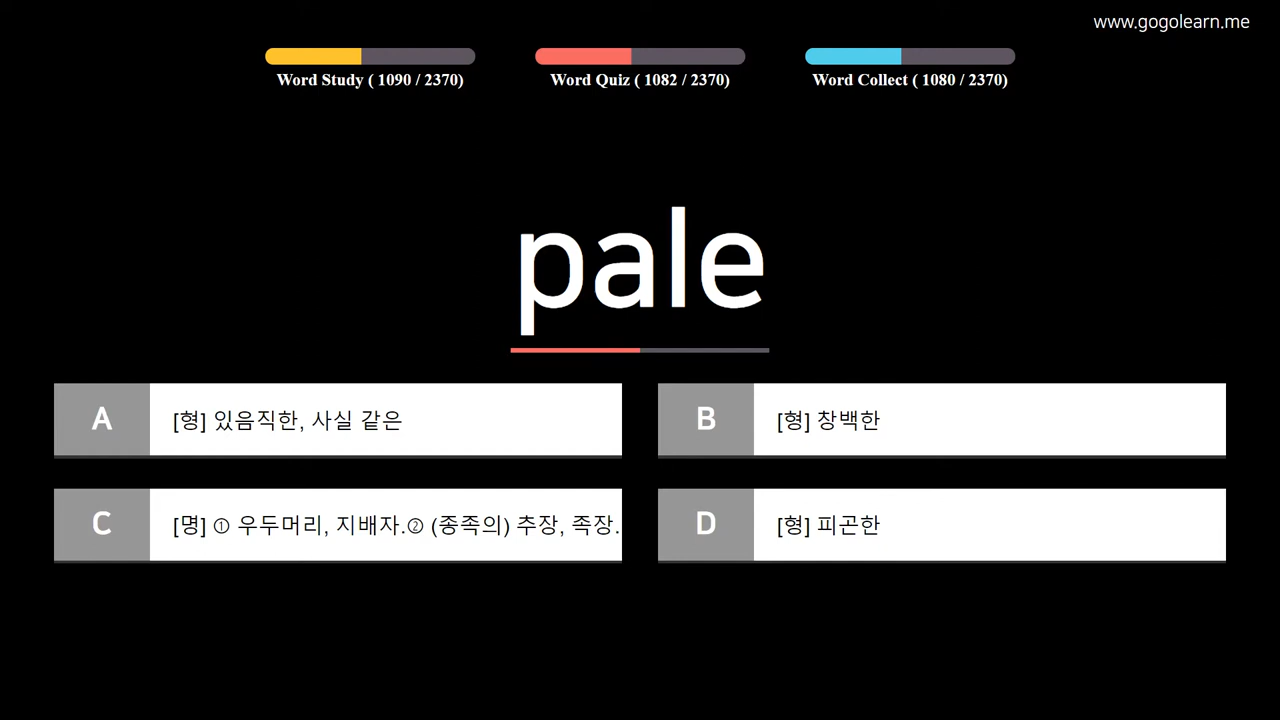 www.gogolearn.me
Word Study ( 1090 / 2370)
Word Quiz ( 1082 / 2370)
Word Collect ( 1080 / 2370)
pale
A [형] 있음직한, 사실 같은
B [형] 창백한
C [명] ① 우두머리, 지배자.② (종족의) 추장, 족장.
D [형] 피곤한